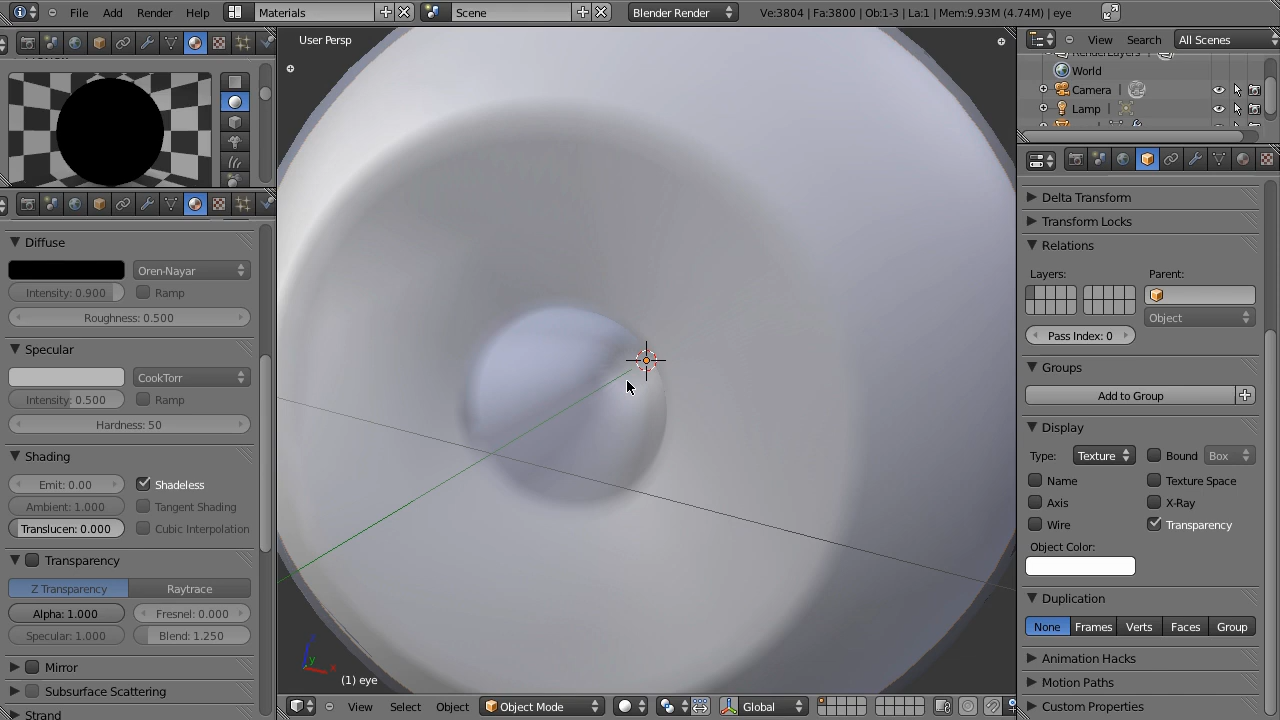 File Add Render Help Materials Scene Blender Render Ve:3804 | Fa:3800 | Ob:1-3 | La:1 | Mem:9.93M (4.74M) | eye
User Persp
View Search All Scenes
World
Camera
Lamp
Diffuse
Oren-Nayar
Intensity: 0.900 Ramp
Roughness: 0.500
Specular
CookTorr
Intensity: 0.500 Ramp
Hardness: 50
Shading
Emit: 0.00 Shadeless
Ambient: 1.000 Tangent Shading
Translucen: 0.000 Cubic Interpolation
Transparency
Z Transparency Raytrace
Alpha: 1.000 Fresnel: 0.000
Specular: 1.000 Blend: 1.250
Mirror
Subsurface Scattering
Strand
z
y
x
(1) eye
View Select Object Object Mode Global
Delta Transform
Transform Locks
Relations
Layers: Parent:
Object
Pass Index: 0
Groups
Add to Group
Display
Type: Texture Bound Box
Name Texture Space
Axis X-Ray
Wire Transparency
Object Color:
Duplication
None Frames Verts Faces Group
Animation Hacks
Motion Paths
Custom Properties